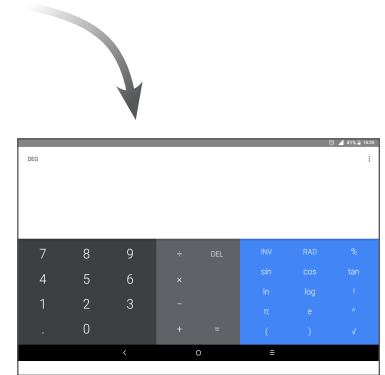 41% 16:35
DEG
7 8 9 ÷ DEL INV RAD %
4 5 6 × sin cos tan
1 2 3 − ln log !
π e ^
. 0 + = ( ) √